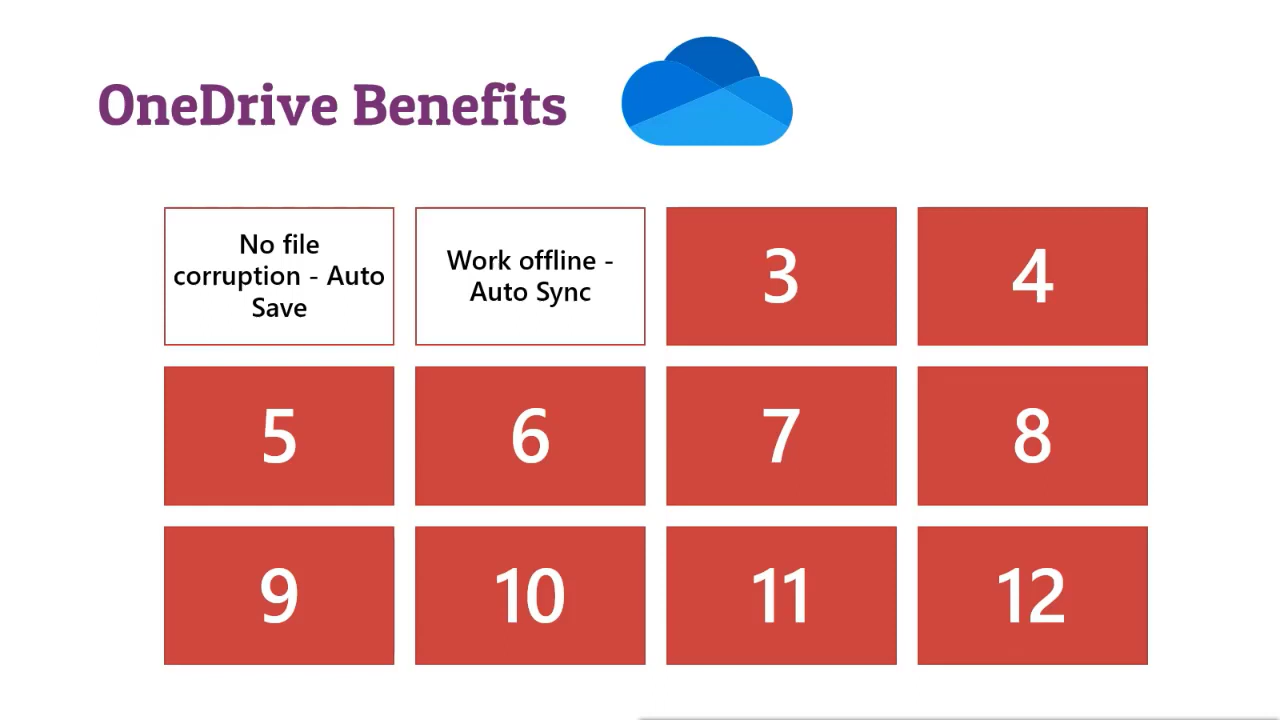 OneDrive Benefits
No file
corruption - Auto
Save
Work offline -
Auto Sync
3
4
5
6
7
8
9
10
11
12